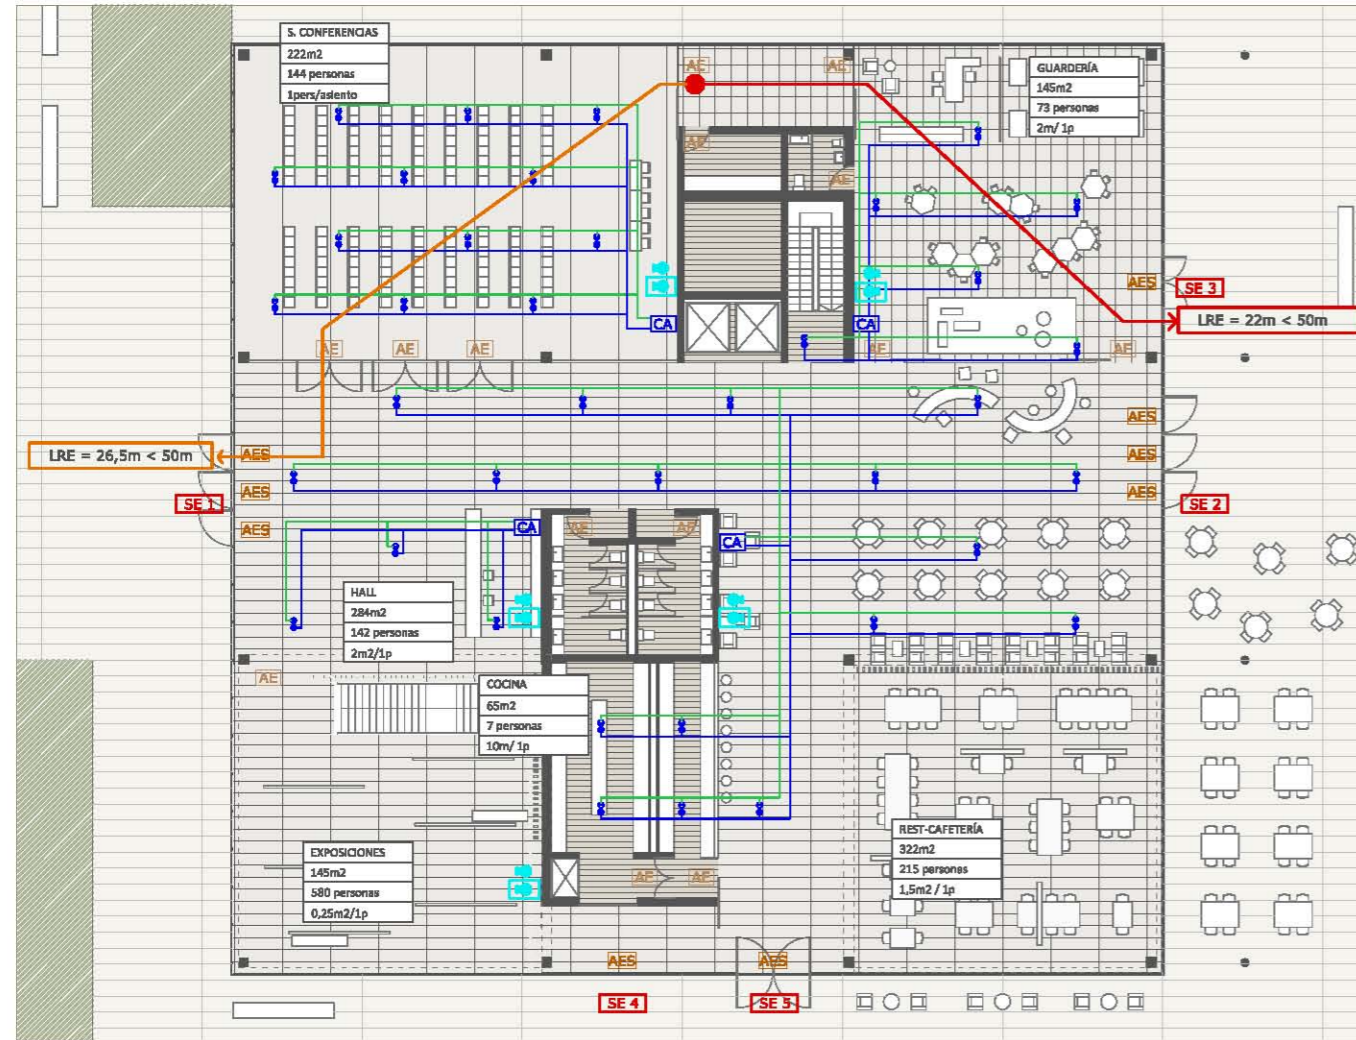 S. CONFERENCIAS
222m2
144 personas
1pers/asiento
AE
AE
GUARDERÍA
145m2
73 personas
2m/ 1p
AE
AE
AES
SE 3
LRE = 22m < 50m
CA
CA
AE
AE
AE
AE
AE
AES
LRE = 26,5m < 50m
AES
AES
SE 1
AES
AES
SE 2
AES
CA
AE
AE
CA
HALL
284m2
142 personas
2m2/1p
AE
COCINA
65m2
7 personas
10m/ 1p
REST-CAFETERÍA
322m2
215 personas
1,5m2 / 1p
EXPOSICIONES
145m2
580 personas
0,25m2/1p
AE
AE
AES
AES
SE 4
SE 5